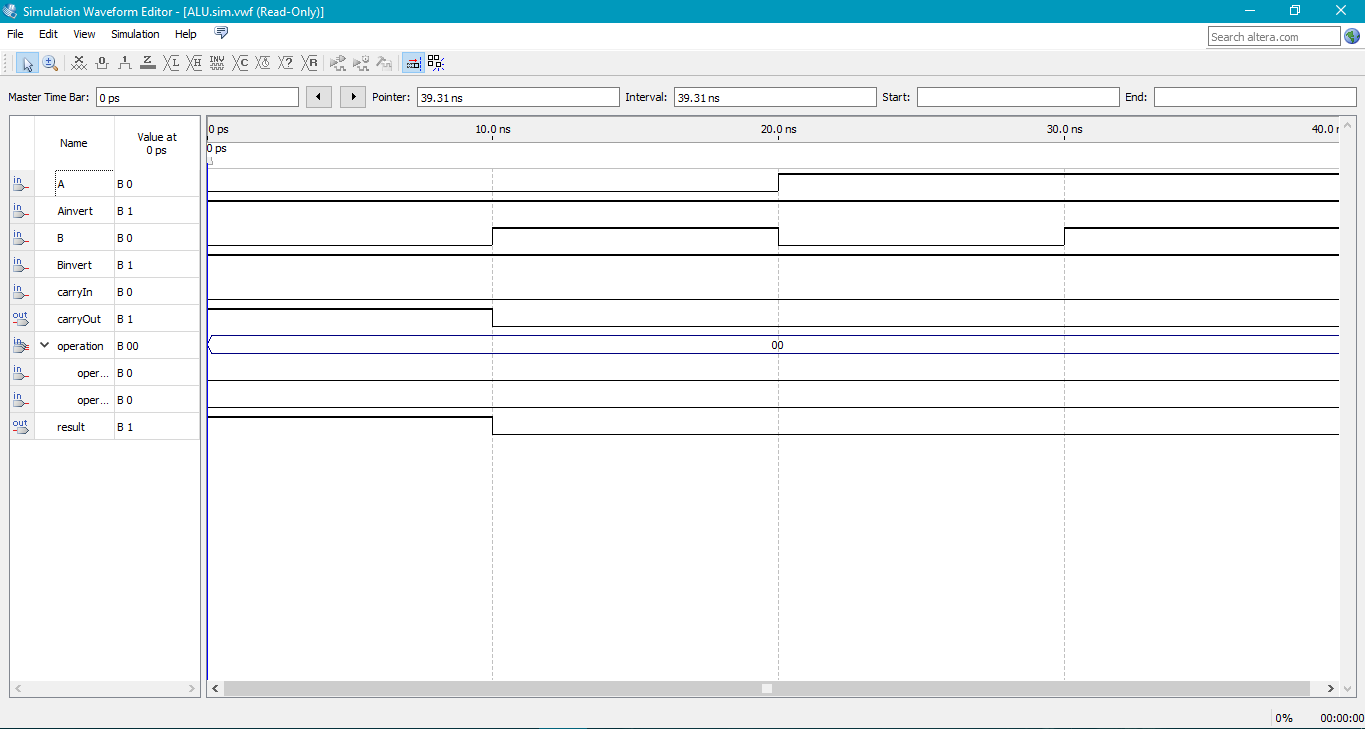 Simulation Waveform Editor - [ALU.sim.vwf (Read-Only)]
File Edit View Simulation Help
Search altera.com
Master Time Bar: 0 ps Pointer: 39.31 ns Interval: 39.31 ns Start: End:
Name Value at 0 ps
0 ps 10.0 ns 20.0 ns 30.0 ns 40.0 n
0 ps
in A B 0
in Ainvert B 1
in B B 0
in Binvert B 1
in carryIn B 0
out carryOut B 1
in operation B 00 00
in oper... B 0
in oper... B 0
out result B 1
0% 00:00:00